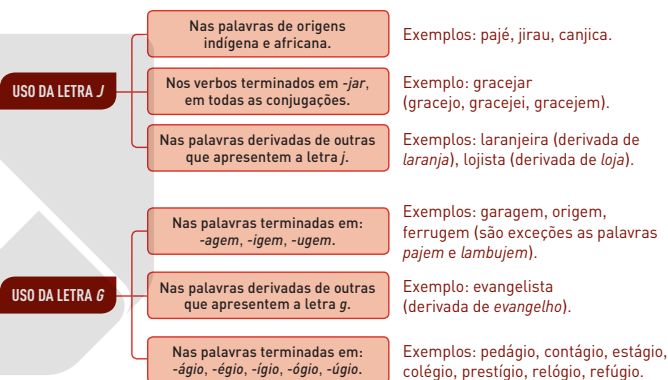 USO DA LETRA J
Nas palavras de origens
indígena e africana.
Exemplos: pajé, jirau, canjica.
Nos verbos terminados em -jar,
em todas as conjugações.
Exemplo: gracejar
(gracejo, gracejei, gracejem).
Nas palavras derivadas de outras
que apresentem a letra j.
Exemplos: laranjeira (derivada de
laranja), lojista (derivada de loja).
USO DA LETRA G
Nas palavras terminadas em:
-agem, -igem, -ugem.
Exemplos: garagem, origem,
ferrugem (são exceções as palavras
pajem e lambujem).
Nas palavras derivadas de outras
que apresentem a letra g.
Exemplo: evangelista
(derivada de evangelho).
Nas palavras terminadas em:
-ágio, -égio, -ígio, -ógio, -úgio.
Exemplos: pedágio, contágio, estágio,
colégio, prestígio, relógio, refúgio.